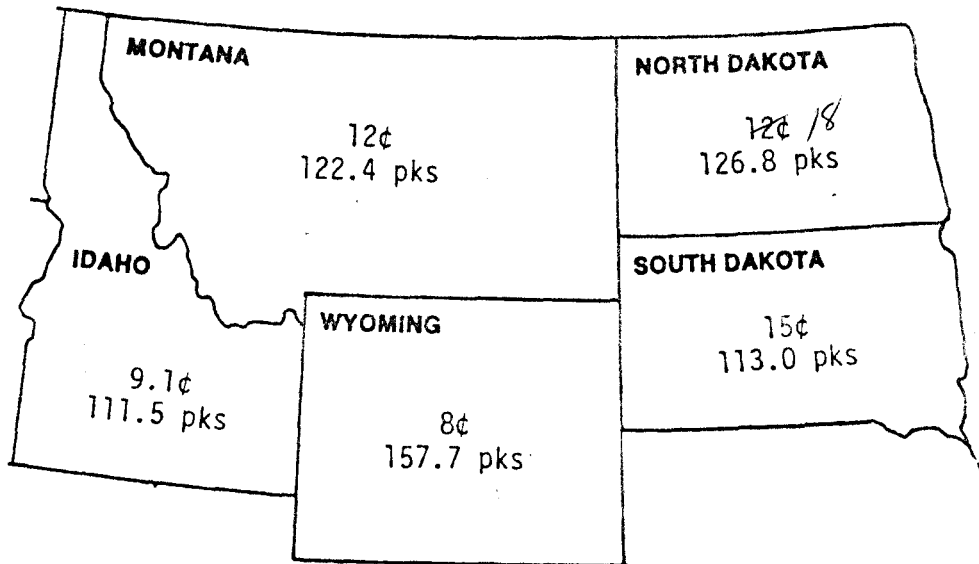 MONTANA
12¢
122.4 pks
NORTH DAKOTA
12¢ 18
126.8 pks
IDAHO
9.1¢
111.5 pks
WYOMING
8¢
157.7 pks
SOUTH DAKOTA
15¢
113.0 pks